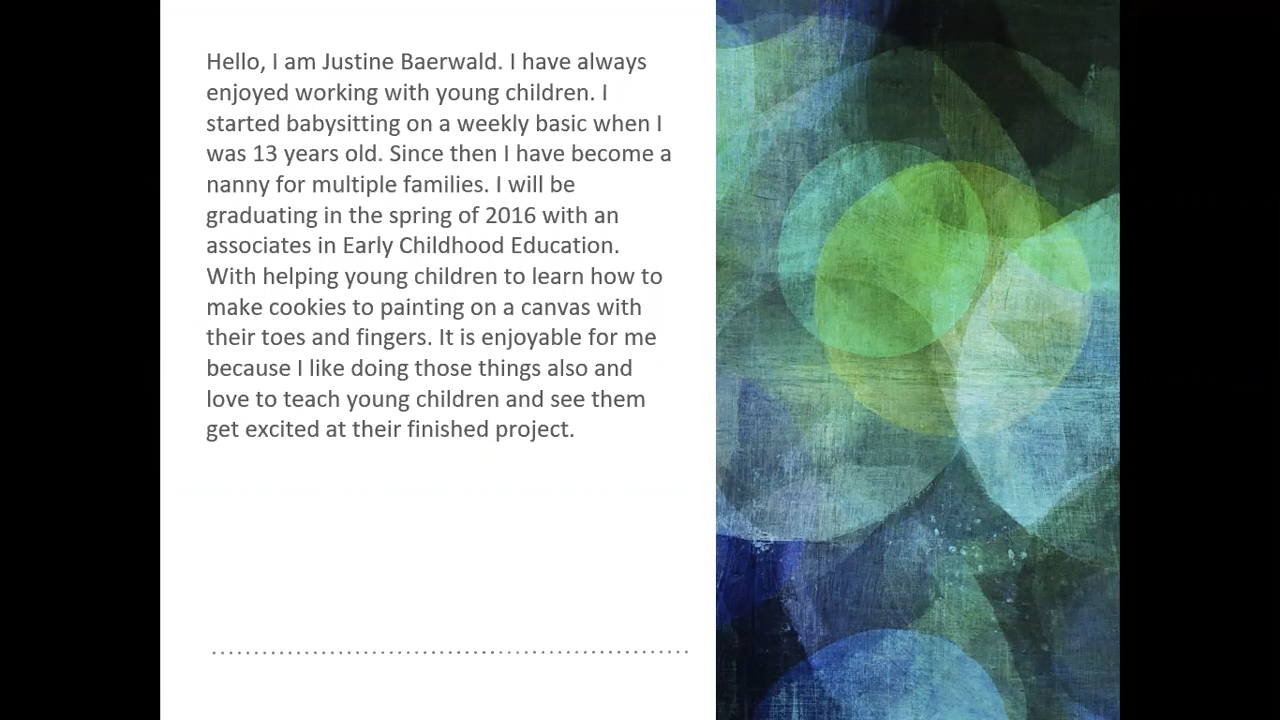 Hello, I am Justine Baerwald. I have always
enjoyed working with young children. I
started babysitting on a weekly basic when I
was 13 years old. Since then I have become a
nanny for multiple families. I will be
graduating in the spring of 2016 with an
associates in Early Childhood Education.
With helping young children to learn how to
make cookies to painting on a canvas with
their toes and fingers. It is enjoyable for me
because I like doing those things also and
love to teach young children and see them
get excited at their finished project.